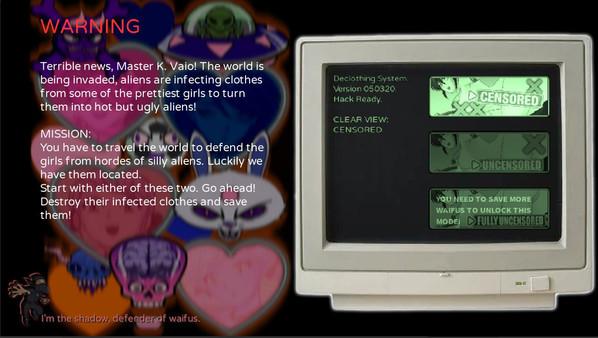 WARNING
Terrible news, Master K. Vaio! The world is
being invaded, aliens are infecting clothes
from some of the prettiest girls to turn
them into hot but ugly aliens!
MISSION:
You have to travel the world to defend the
girls from hordes of silly aliens. Luckily we
have them located.
Start with either of these two. Go ahead!
Destroy their infected clothes and save
them!
I'm the shadow, defender of waifus.
Declothing System.
Version 050320.
Hack Ready.
CLEAR VIEW:
CENSORED
CENSORED
UNCENSORED
YOU NEED TO SAVE MORE
WAIFUS TO UNLOCK THIS
MODE!
FULLY UNCENSORED